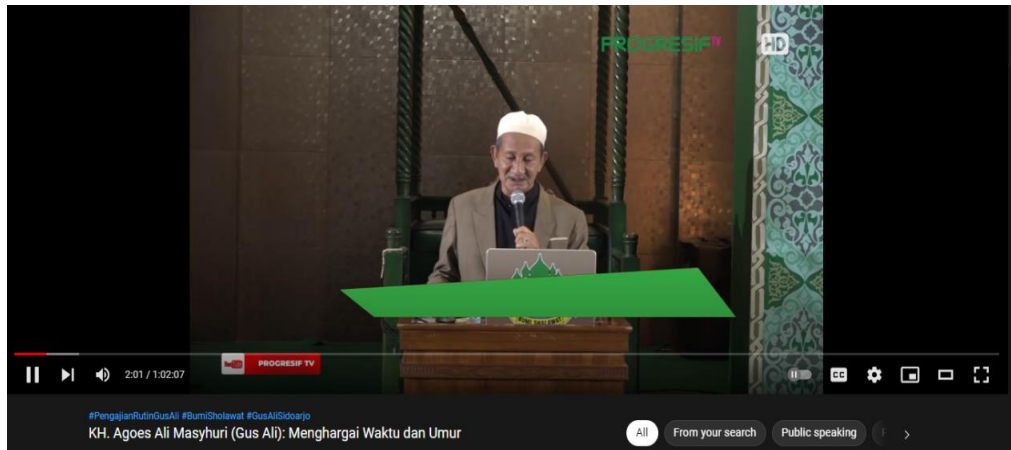 PROGRESIF TV
HD
PROGRESIF TV
2:01 / 1:02:07
CC
#PengajianRutinGusAli #BumiSholawat #GusAliSidoarjo
KH. Agoes Ali Masyhuri (Gus Ali): Menghargai Waktu dan Umur
All
From your search
Public speaking